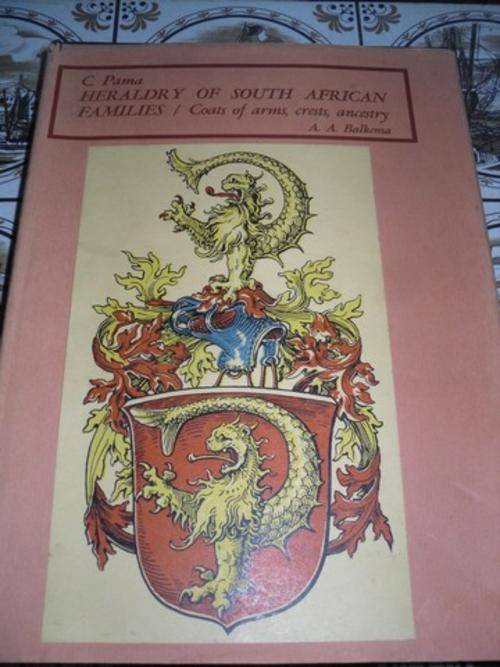 C Pama
HERALDRY OF SOUTH AFRICAN
FAMILIES / Coats of arms, crests, ancestry
A. A. Balkema